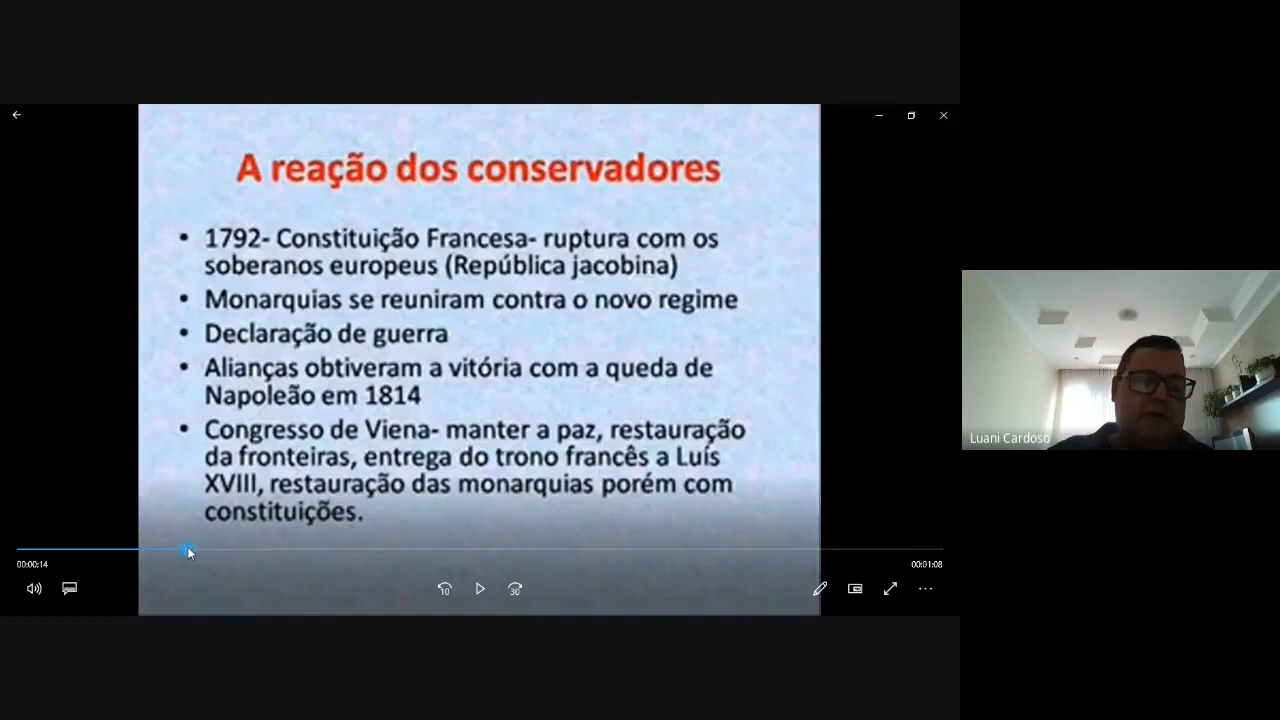 A reação dos conservadores
• 1792- Constituição Francesa- ruptura com os
soberanos europeus (República jacobina)
• Monarquias se reuniram contra o novo regime
• Declaração de guerra
• Alianças obtiveram a vitória com a queda de
Napoleão em 1814
• Congresso de Viena- manter a paz, restauração
da fronteiras, entrega do trono francês a Luís
XVIII, restauração das monarquias porém com
constituições.
00:00:14
00:01:08
10
30
Luani Cardoso